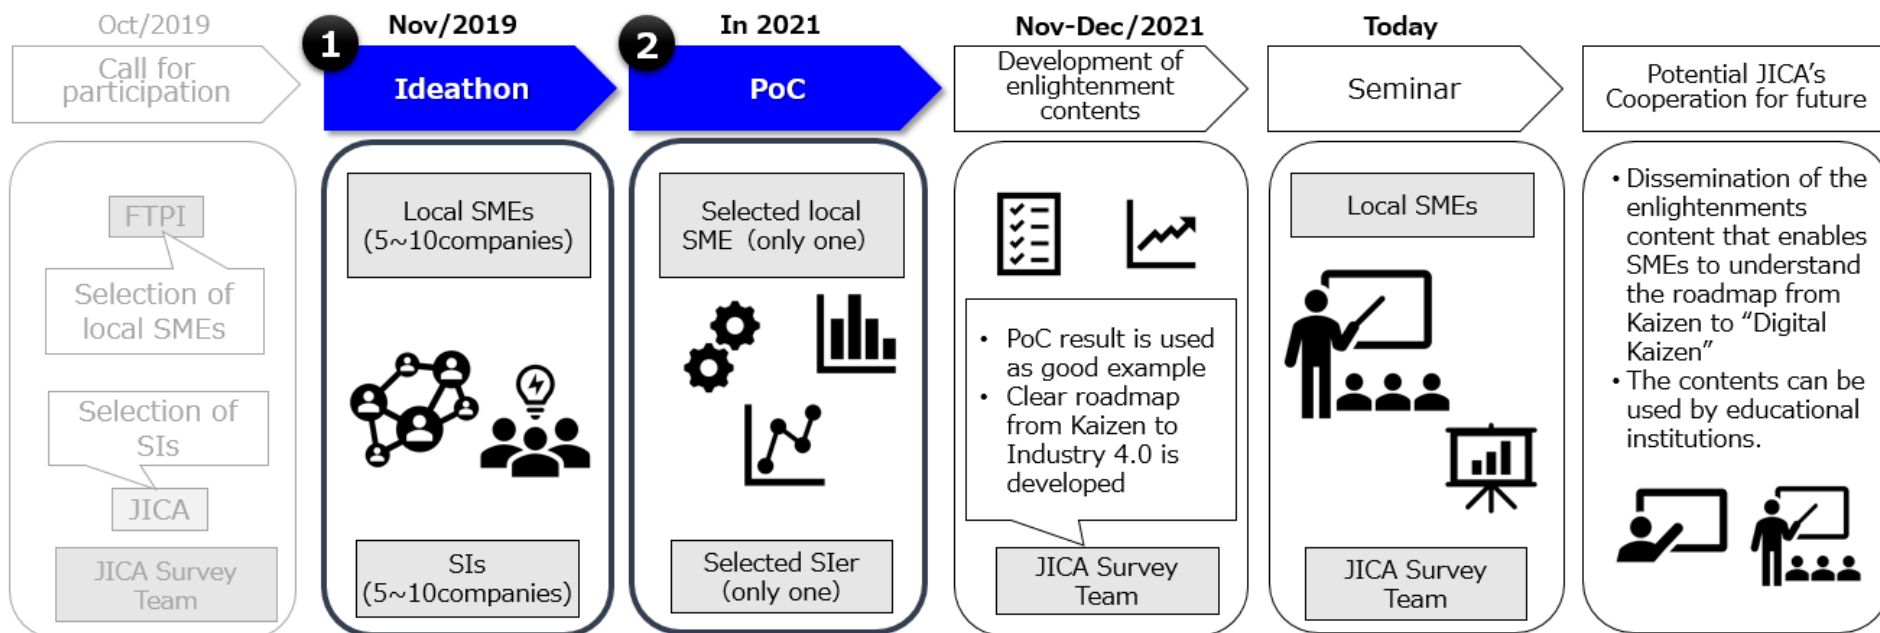 Oct/2019
Call for
participation
FTPI
Selection of
local SMEs
Selection of
SIs
JICA
JICA Survey
Team
1
Nov/2019
Ideathon
Local SMEs
(5~10companies)
SIs
(5~10companies)
2
In 2021
PoC
Selected local
SME（only one）
Selected SIer
(only one)
Nov-Dec/2021
Development of
enlightenment
contents
• PoC result is used
as good example
• Clear roadmap
from Kaizen to
Industry 4.0 is
developed
JICA Survey
Team
Today
Seminar
Local SMEs
JICA Survey
Team
Potential JICA’s
Cooperation for future
• Dissemination of the
enlightenments
content that enables
SMEs to understand
the roadmap from
Kaizen to “Digital
Kaizen”
• The contents can be
used by educational
institutions.